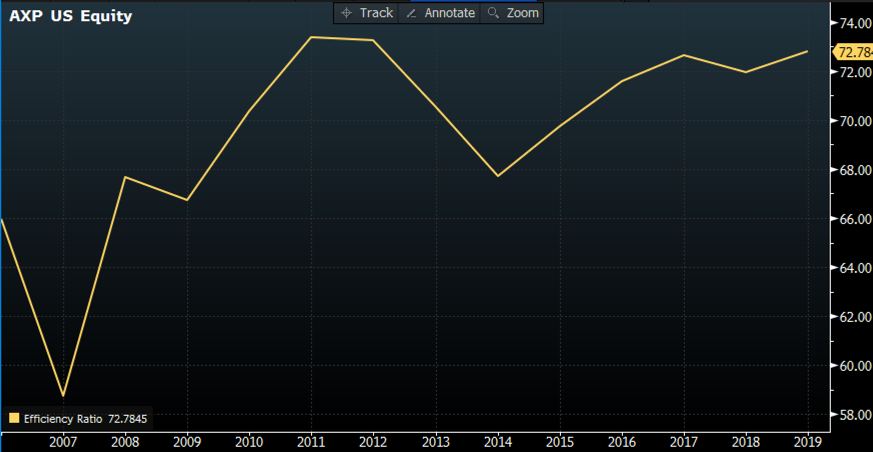 AXP US Equity
Track Annotate Zoom
74.00
72.784
72.00
70.00
68.00
66.00
64.00
62.00
60.00
58.00
Efficiency Ratio 72.7845
2007 2008 2009 2010 2011 2012 2013 2014 2015 2016 2017 2018 2019